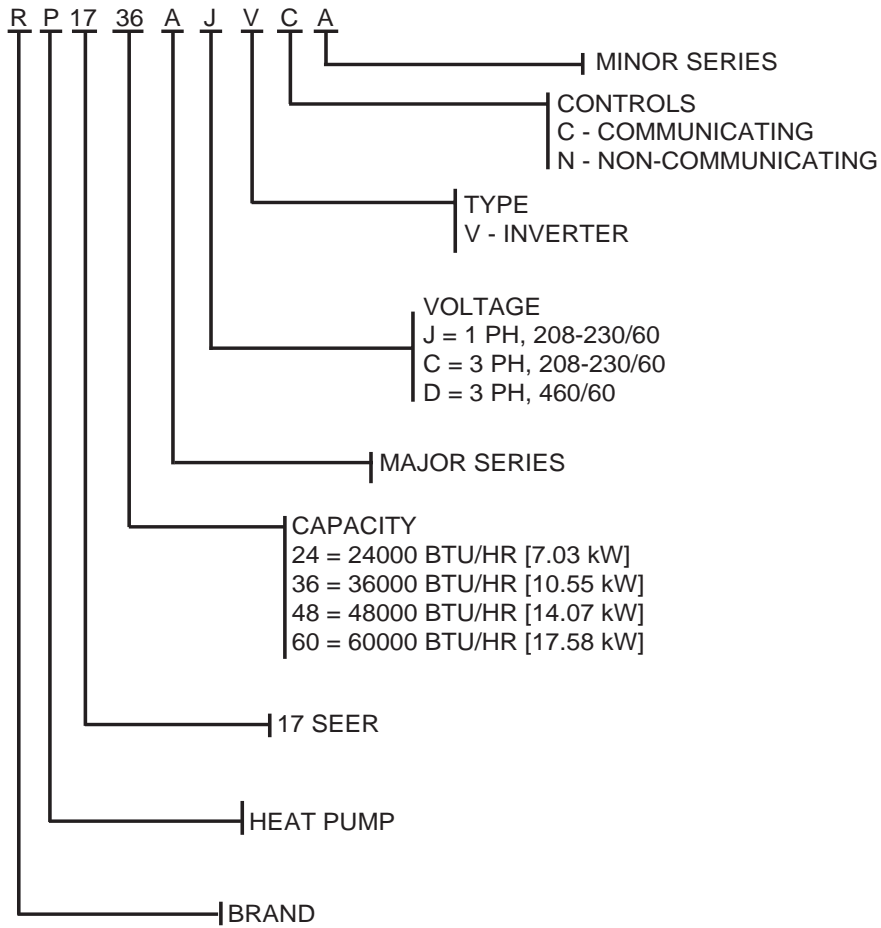 R P 17 36 A J V C A
MINOR SERIES
CONTROLS
C - COMMUNICATING
N - NON-COMMUNICATING
TYPE
V - INVERTER
VOLTAGE
J = 1 PH, 208-230/60
C = 3 PH, 208-230/60
D = 3 PH, 460/60
MAJOR SERIES
CAPACITY
24 = 24000 BTU/HR [7.03 kW]
36 = 36000 BTU/HR [10.55 kW]
48 = 48000 BTU/HR [14.07 kW]
60 = 60000 BTU/HR [17.58 kW]
17 SEER
HEAT PUMP
BRAND